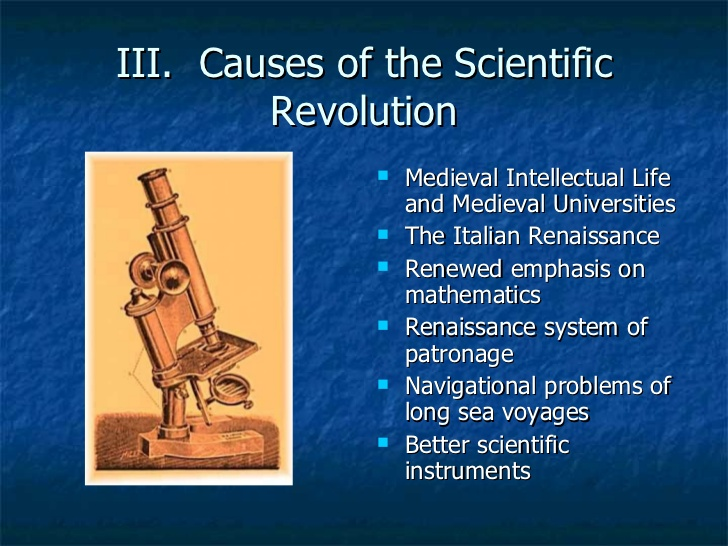 III. Causes of the Scientific
Revolution
Medieval Intellectual Life
and Medieval Universities
The Italian Renaissance
Renewed emphasis on
mathematics
Renaissance system of
patronage
Navigational problems of
long sea voyages
Better scientific
instruments